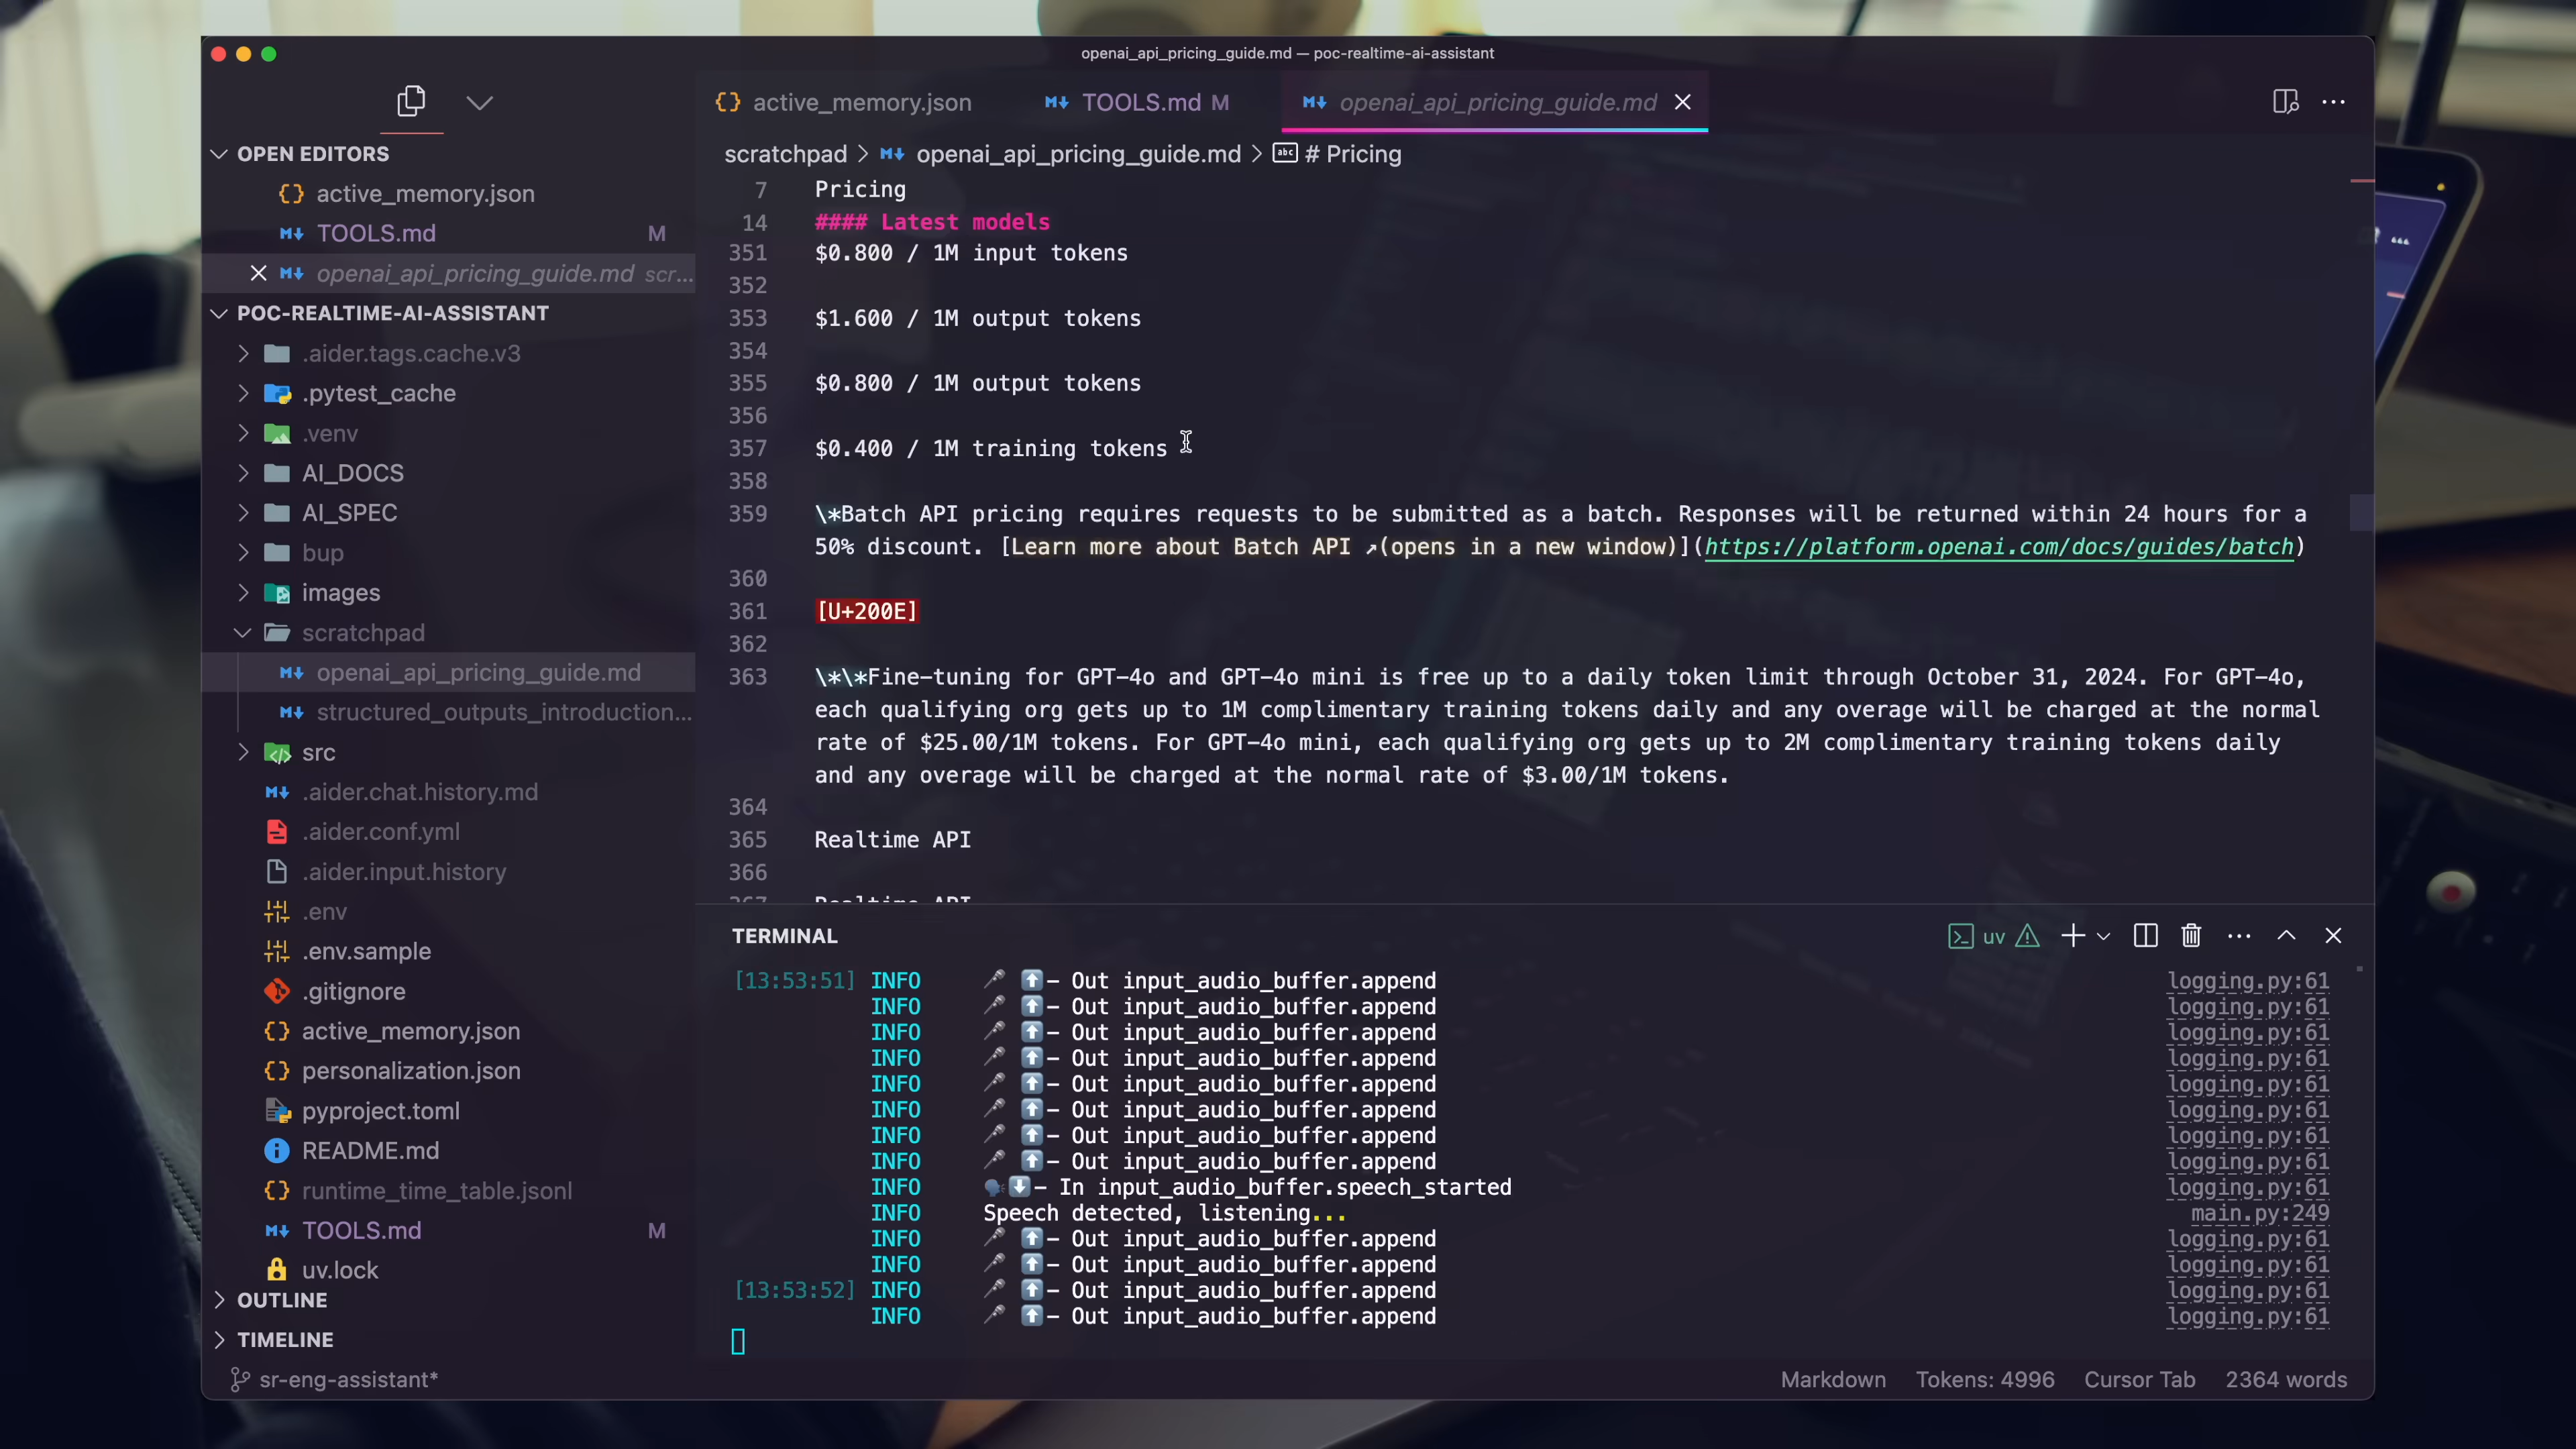 openai_api_pricing_guide.md — poc-realtime-ai-assistant
active_memory.json
TOOLS.md M
openai_api_pricing_guide.md
OPEN EDITORS
active_memory.json
TOOLS.md M
openai_api_pricing_guide.md scr...
POC-REALTIME-AI-ASSISTANT
.aider.tags.cache.v3
.pytest_cache
.venv
AI_DOCS
AI_SPEC
bup
images
scratchpad
openai_api_pricing_guide.md
structured_outputs_introduction...
src
.aider.chat.history.md
.aider.conf.yml
.aider.input.history
.env
.env.sample
.gitignore
active_memory.json
personalization.json
pyproject.toml
README.md
runtime_time_table.jsonl
TOOLS.md M
uv.lock
OUTLINE
TIMELINE
scratchpad > openai_api_pricing_guide.md > # Pricing
7 Pricing
14 #### Latest models
351 $0.800 / 1M input tokens
352
353 $1.600 / 1M output tokens
354
355 $0.800 / 1M output tokens
356
357 $0.400 / 1M training tokens
358
359 \*Batch API pricing requires requests to be submitted as a batch. Responses will be returned within 24 hours for a
50% discount. [Learn more about Batch API ↗(opens in a new window)](https://platform.openai.com/docs/guides/batch)
360
361 [U+200E]
362
363 \*\*Fine-tuning for GPT-4o and GPT-4o mini is free up to a daily token limit through October 31, 2024. For GPT-4o,
each qualifying org gets up to 1M complimentary training tokens daily and any overage will be charged at the normal
rate of $25.00/1M tokens. For GPT-4o mini, each qualifying org gets up to 2M complimentary training tokens daily
and any overage will be charged at the normal rate of $3.00/1M tokens.
364
365 Realtime API
366
367 Realtime API
TERMINAL
uv
[13:53:51] INFO 🎤 ⬆️– Out input_audio_buffer.append logging.py:61
INFO 🎤 ⬆️– Out input_audio_buffer.append logging.py:61
INFO 🎤 ⬆️– Out input_audio_buffer.append logging.py:61
INFO 🎤 ⬆️– Out input_audio_buffer.append logging.py:61
INFO 🎤 ⬆️– Out input_audio_buffer.append logging.py:61
INFO 🎤 ⬆️– Out input_audio_buffer.append logging.py:61
INFO 🎤 ⬆️– Out input_audio_buffer.append logging.py:61
INFO 🎤 ⬆️– Out input_audio_buffer.append logging.py:61
INFO 🗣️⬇️– In input_audio_buffer.speech_started logging.py:61
INFO Speech detected, listening... main.py:249
INFO 🎤 ⬆️– Out input_audio_buffer.append logging.py:61
INFO 🎤 ⬆️– Out input_audio_buffer.append logging.py:61
[13:53:52] INFO 🎤 ⬆️– Out input_audio_buffer.append logging.py:61
INFO 🎤 ⬆️– Out input_audio_buffer.append logging.py:61
sr-eng-assistant*
Markdown
Tokens: 4996
Cursor Tab
2364 words